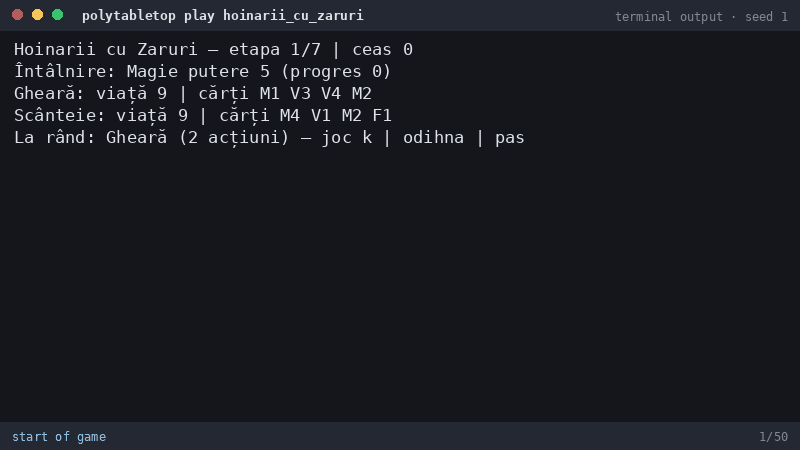 polytabletop play hoinarii_cu_zaruri
terminal output · seed 1
Hoinarii cu Zaruri — etapa 1/7 | ceas 0
Întâlnire: Magie putere 5 (progres 0)
Gheară: viață 9 | cărți M1 V3 V4 M2
Scânteie: viață 9 | cărți M4 V1 M2 F1
La rând: Gheară (2 acțiuni) — joc k | odihna | pas
start of game
1/50